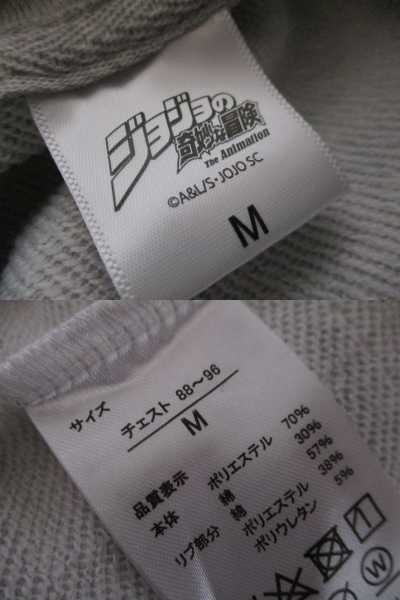 ジョジョの
奇妙な冒険
The Animation
©A&L/S・JOJO SC
M
サイズ
チェスト 88～96
M
品質表示
本体 ポリエステル 70%
綿 30%
リブ部分 綿 57%
ポリエステル 38%
ポリウレタン 5%
W